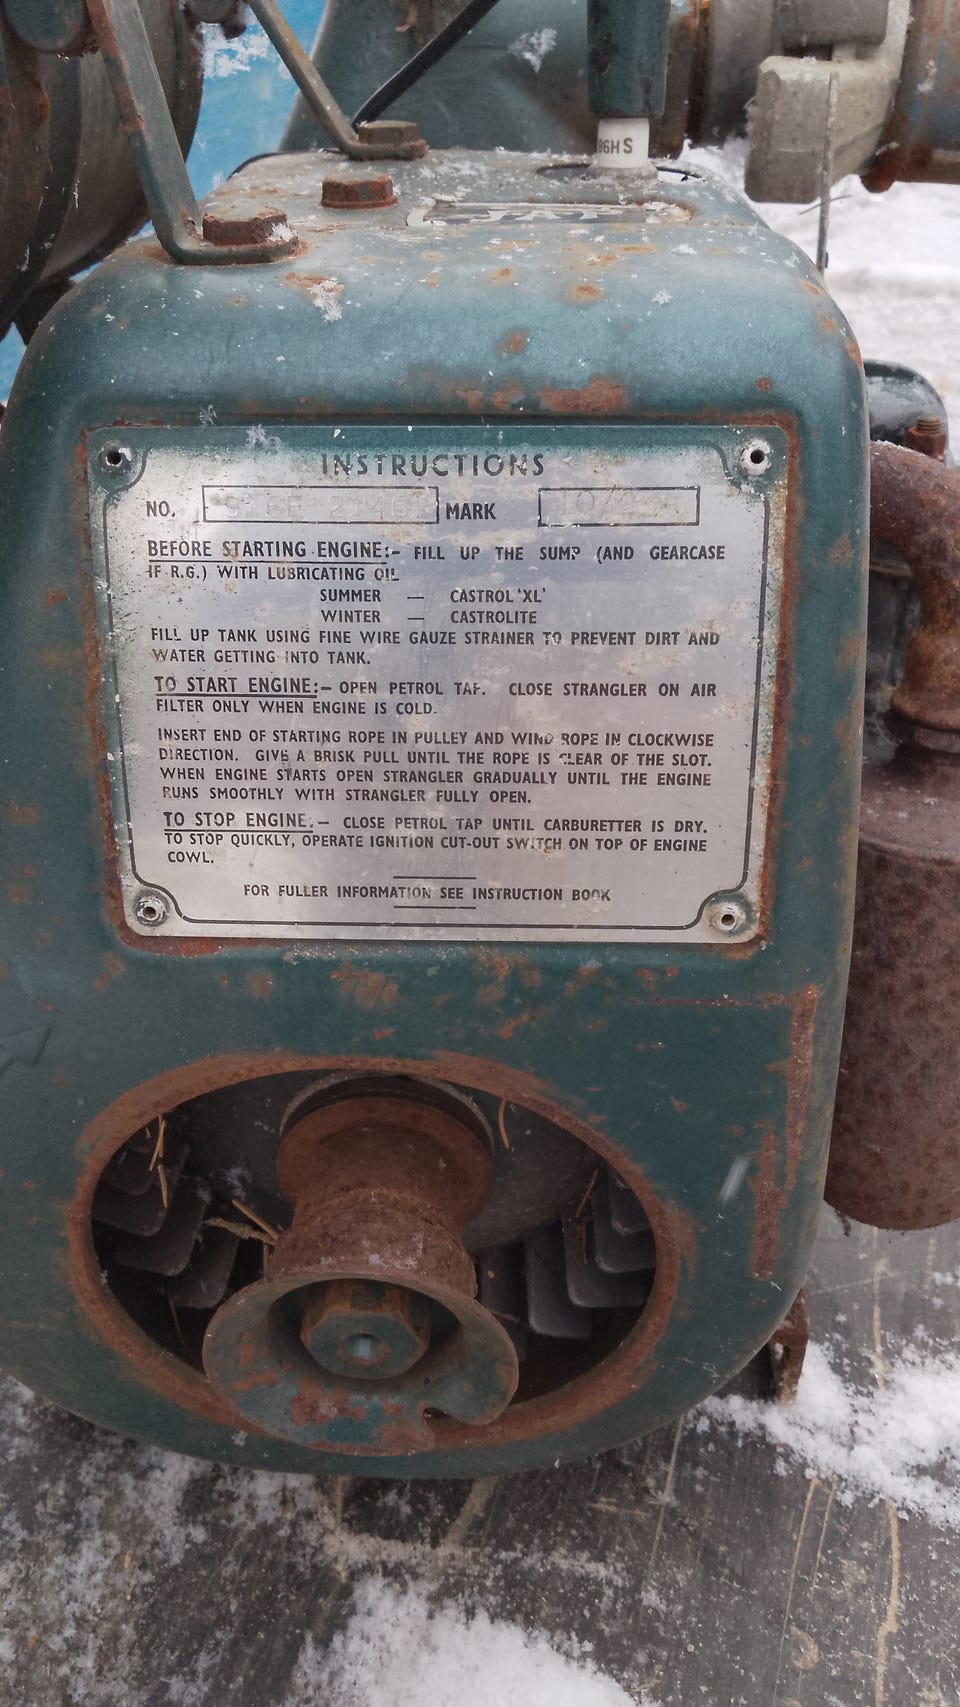 86HS
JAP
INSTRUCTIONS
NO. MARK
BEFORE STARTING ENGINE:- FILL UP THE SUMP (AND GEARCASE
IF R.G.) WITH LUBRICATING OIL
SUMMER — CASTROL 'XL'
WINTER — CASTROLITE
FILL UP TANK USING FINE WIRE GAUZE STRAINER TO PREVENT DIRT AND
WATER GETTING INTO TANK.
TO START ENGINE:- OPEN PETROL TAP. CLOSE STRANGLER ON AIR
FILTER ONLY WHEN ENGINE IS COLD.
INSERT END OF STARTING ROPE IN PULLEY AND WIND ROPE IN CLOCKWISE
DIRECTION. GIVE A BRISK PULL UNTIL THE ROPE IS CLEAR OF THE SLOT.
WHEN ENGINE STARTS OPEN STRANGLER GRADUALLY UNTIL THE ENGINE
RUNS SMOOTHLY WITH STRANGLER FULLY OPEN.
TO STOP ENGINE:- CLOSE PETROL TAP UNTIL CARBURETTER IS DRY.
TO STOP QUICKLY, OPERATE IGNITION CUT-OUT SWITCH ON TOP OF ENGINE
COWL.
FOR FULLER INFORMATION SEE INSTRUCTION BOOK